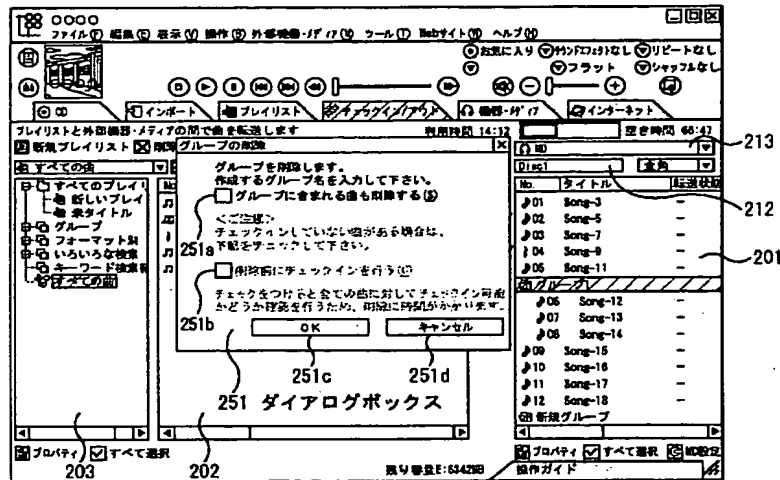 OOOO
ファイル(F) 編集(E) 表示(V) 操作(S) 外部機器・メディア(M) ツール(T) Webサイト(W) ヘルプ(H)
お気に入り サウンドエフェクトなし リピートなし
フラット シャッフルなし
CD インポート プレイリスト チェックイン/アウト 機器・メディア インターネット
プレイリストと外部機器・メディアの間で曲を転送します 利用時間 14:12 空き時間 66:47
新規プレイリスト 削除
グループの削除
MD
213
すべての曲
Disc1 全角
212
No. タイトル 転送状態
グループを削除します。
作成するグループ名を入力して下さい。
グループに含まれる曲も削除する(S)
251a
<ご注意>
チェックインしていない曲がある場合は、
下記をチェックして下さい。
削除前にチェックインを行う(C)
251b
チェックをつけると全ての曲に対してチェックイン可能
かどうか確認を行うため、削除に時間がかかります。
OK キャンセル
251c 251d
251 ダイアログボックス
すべてのプレイリ
新しいプレイ
未タイトル
グループ
フォーマット別
いろいろな検索
キーワード検索
すべての曲
01 Song-3 —
02 Song-5 —
03 Song-7 —
04 Song-9 —
05 Song-11 —
201
グループ1
06 Song-12 —
07 Song-13 —
08 Song-14 —
09 Song-15 —
10 Song-16 —
11 Song-17 —
12 Song-18 —
新規グループ
プロパティ すべて選択
203 202
プロパティ すべて選択 MD設定
残り容量E:6342MB 操作ガイド